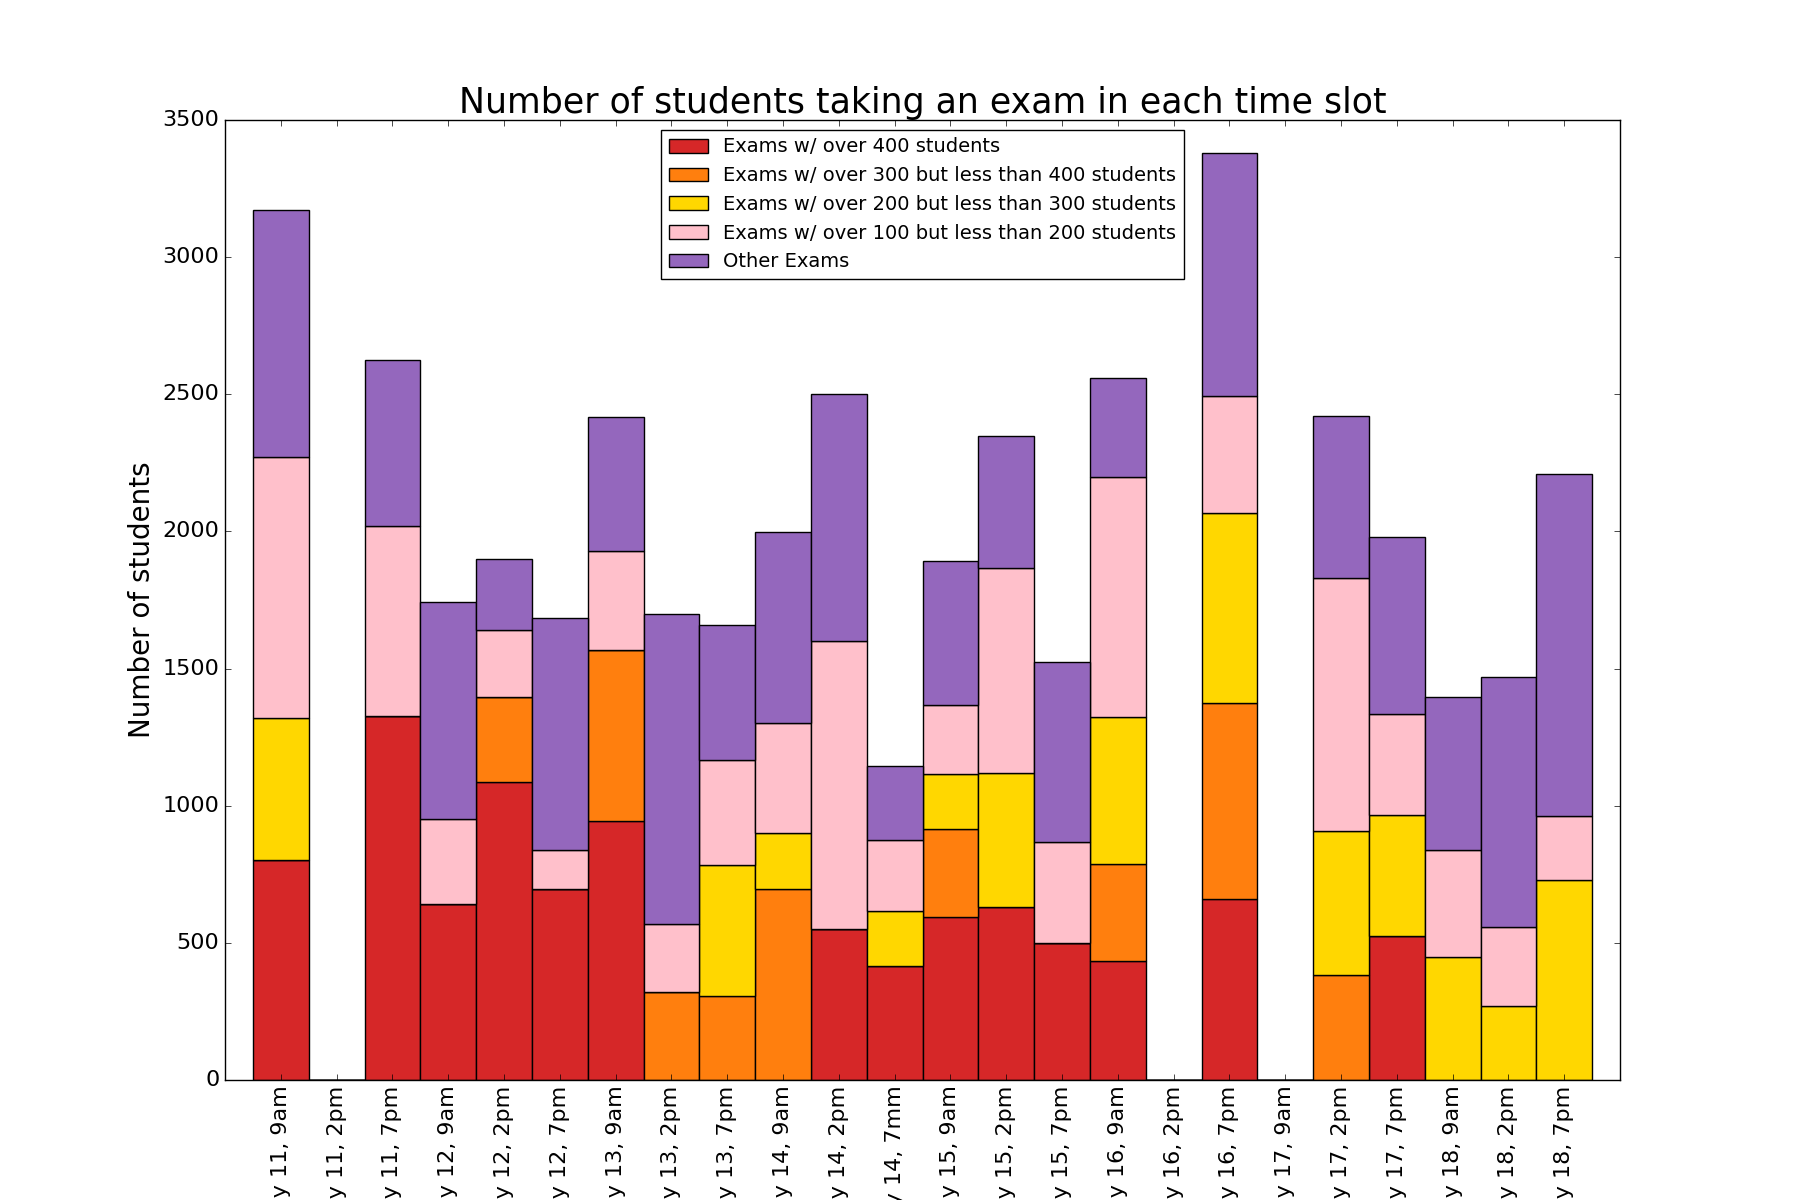 Number of students taking an exam in each time slot
Exams w/ over 400 students
Exams w/ over 300 but less than 400 students
Exams w/ over 200 but less than 300 students
Exams w/ over 100 but less than 200 students
Other Exams
Number of students
3500
3000
2500
2000
1500
1000
500
0
y 11, 9am
y 11, 2pm
y 11, 7pm
y 12, 9am
y 12, 2pm
y 12, 7pm
y 13, 9am
y 13, 2pm
y 13, 7pm
y 14, 9am
y 14, 2pm
y 14, 7mm
y 15, 9am
y 15, 2pm
y 15, 7pm
y 16, 9am
y 16, 2pm
y 16, 7pm
y 17, 9am
y 17, 2pm
y 17, 7pm
y 18, 9am
y 18, 2pm
y 18, 7pm